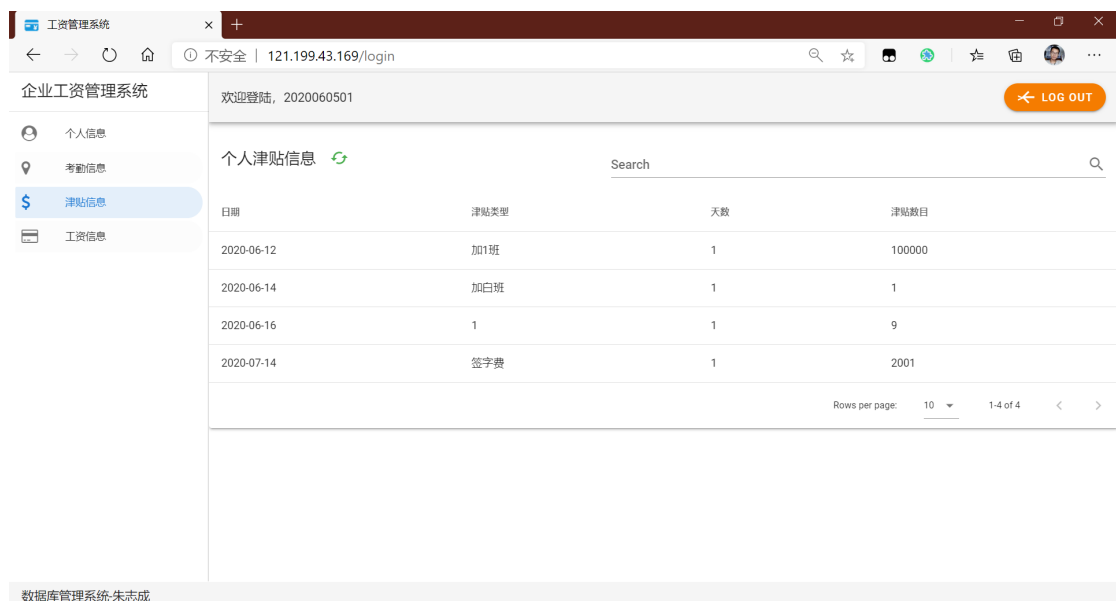 工资管理系统
不安全 | 121.199.43.169/login
企业工资管理系统
欢迎登陆，2020060501
LOG OUT
个人信息
考勤信息
津贴信息
工资信息
个人津贴信息
Search
日期 津贴类型 天数 津贴数目
2020-06-12 加1班 1 100000
2020-06-14 加白班 1 1
2020-06-16 1 1 9
2020-07-14 签字费 1 2001
Rows per page: 10 1-4 of 4
数据库管理系统-朱志成